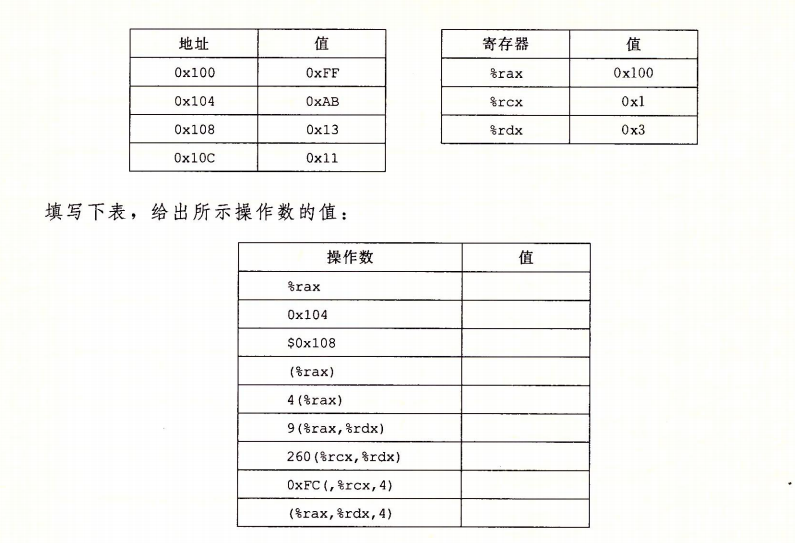 地址 值
0x100 0xFF
0x104 0xAB
0x108 0x13
0x10C 0x11
寄存器 值
%rax 0x100
%rcx 0x1
%rdx 0x3
填写下表，给出所示操作数的值：
操作数 值
%rax
0x104
$0x108
(%rax)
4(%rax)
9(%rax,%rdx)
260(%rcx,%rdx)
0xFC(,%rcx,4)
(%rax,%rdx,4)